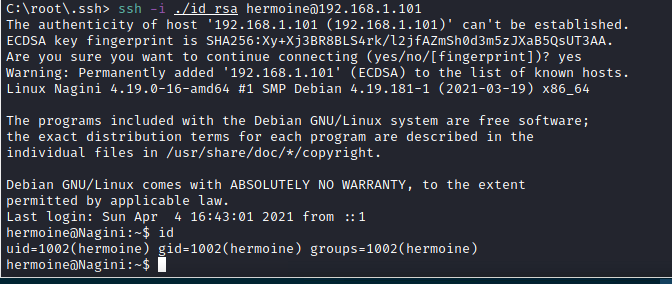 C:\root\.ssh> ssh -i ./id_rsa hermoine@192.168.1.101
The authenticity of host '192.168.1.101 (192.168.1.101)' can't be established.
ECDSA key fingerprint is SHA256:Xy+Xj3BR8BLS4rk/l2jfAZmSh0d3m5zJXaB5QsUT3AA.
Are you sure you want to continue connecting (yes/no/[fingerprint])? yes
Warning: Permanently added '192.168.1.101' (ECDSA) to the list of known hosts.
Linux Nagini 4.19.0-16-amd64 #1 SMP Debian 4.19.181-1 (2021-03-19) x86_64
The programs included with the Debian GNU/Linux system are free software;
the exact distribution terms for each program are described in the
individual files in /usr/share/doc/*/copyright.
Debian GNU/Linux comes with ABSOLUTELY NO WARRANTY, to the extent
permitted by applicable law.
Last login: Sun Apr  4 16:43:01 2021 from ::1
hermoine@Nagini:~$ id
uid=1002(hermoine) gid=1002(hermoine) groups=1002(hermoine)
hermoine@Nagini:~$